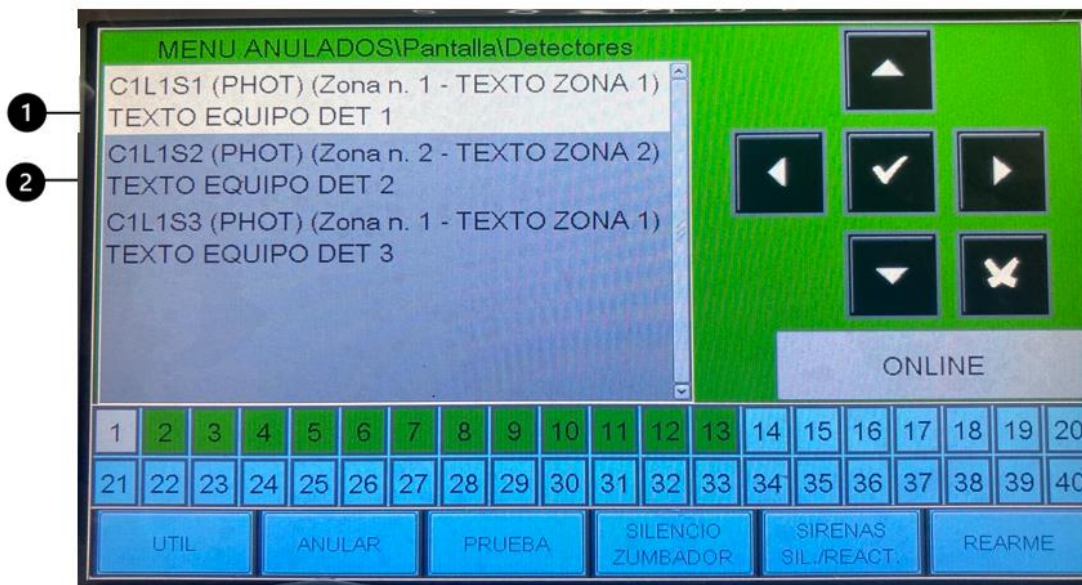 MENU ANULADOS\Pantalla\Detectores
C1L1S1 (PHOT) (Zona n. 1 - TEXTO ZONA 1)
1
TEXTO EQUIPO DET 1
C1L1S2 (PHOT) (Zona n. 2 - TEXTO ZONA 2)
2
TEXTO EQUIPO DET 2
C1L1S3 (PHOT) (Zona n. 1 - TEXTO ZONA 1)
TEXTO EQUIPO DET 3
ONLINE
1 2 3 4 5 6 7 8 9 10 11 12 13 14 15 16 17 18 19 20
21 22 23 24 25 26 27 28 29 30 31 32 33 34 35 36 37 38 39 40
UTIL
ANULAR
PRUEBA
SILENCIO
ZUMBADOR
SIRENAS
SIL./REACT.
REARME